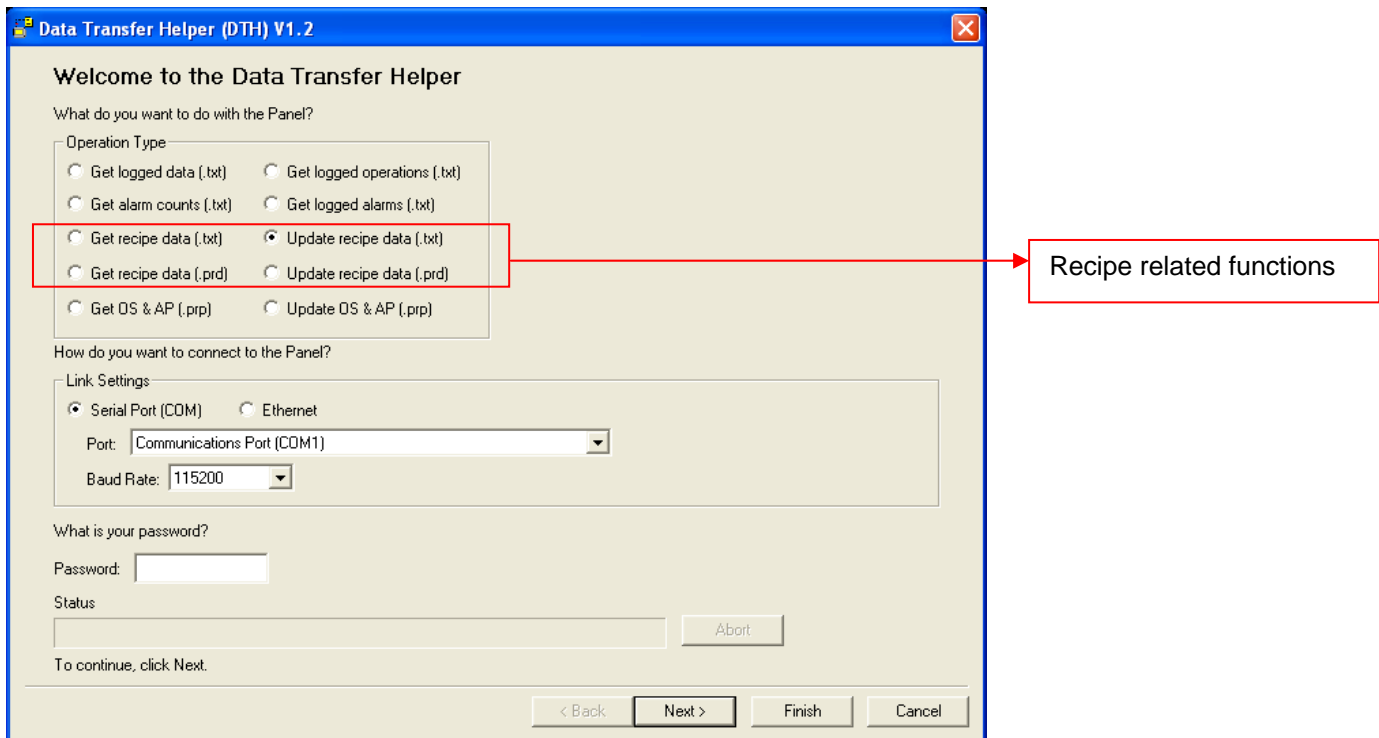 Data Transfer Helper (DTH) V1.2
Welcome to the Data Transfer Helper
What do you want to do with the Panel?
Operation Type
Get logged data (.txt) Get logged operations (.txt)
Get alarm counts (.txt) Get logged alarms (.txt)
Get recipe data (.txt) Update recipe data (.txt)
Get recipe data (.prd) Update recipe data (.prd)
Get OS & AP (.prp) Update OS & AP (.prp)
Recipe related functions
How do you want to connect to the Panel?
Link Settings
Serial Port (COM) Ethernet
Port: Communications Port (COM1)
Baud Rate: 115200
What is your password?
Password:
Status
Abort
To continue, click Next.
< Back Next > Finish Cancel